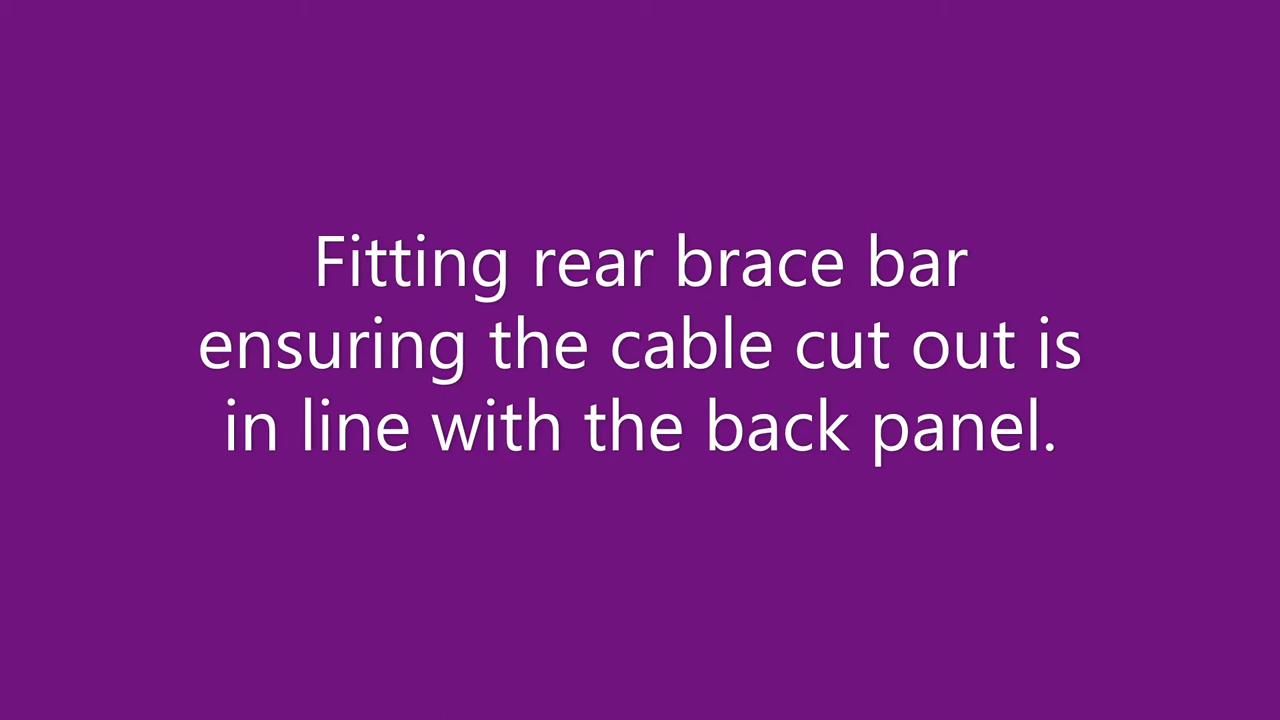 Fitting rear brace bar
ensuring the cable cut out is
in line with the back panel.